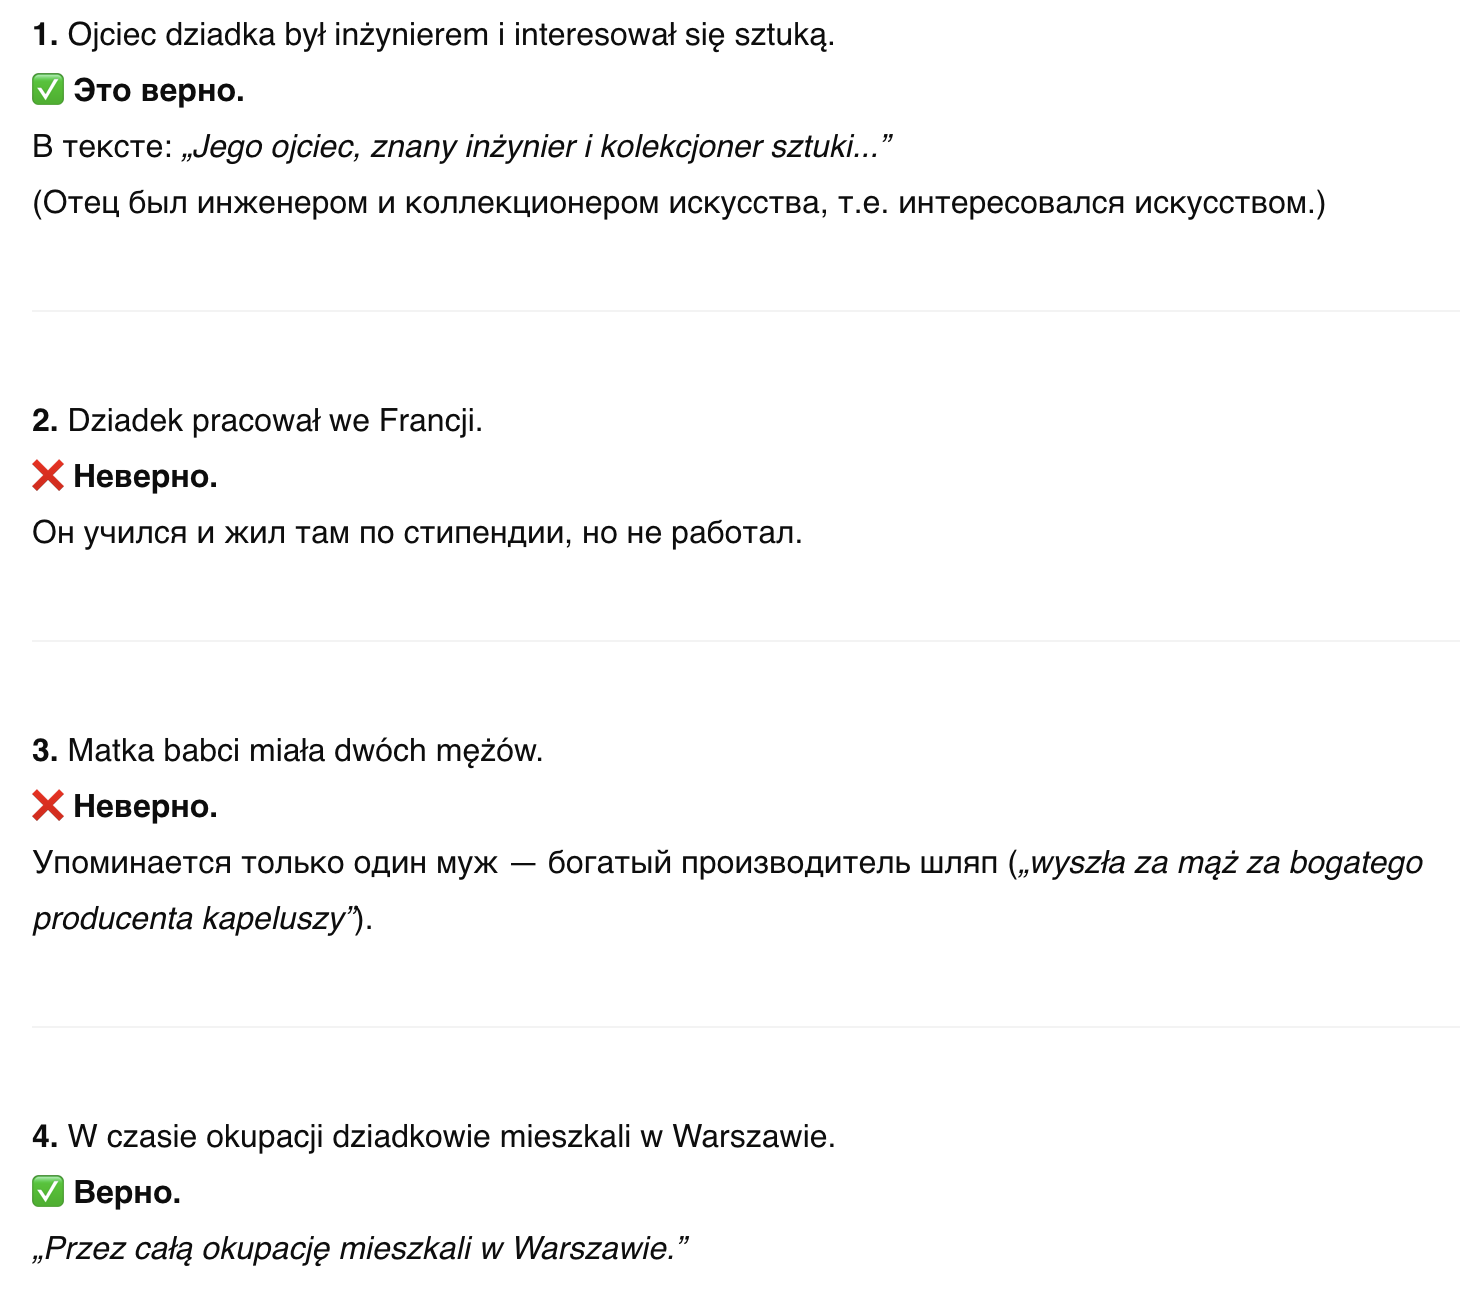 1. Ojciec dziadka był inżynierem i interesował się sztuką.
✅ Это верно.
В тексте: „Jego ojciec, znany inżynier i kolekcjoner sztuki...”
(Отец был инженером и коллекционером искусства, т.е. интересовался искусством.)
2. Dziadek pracował we Francji.
❌ Неверно.
Он учился и жил там по стипендии, но не работал.
3. Matka babci miała dwóch mężów.
❌ Неверно.
Упоминается только один муж — богатый производитель шляп („wyszła za mąż za bogatego
producenta kapeluszy”).
4. W czasie okupacji dziadkowie mieszkali w Warszawie.
✅ Верно.
„Przez całą okupację mieszkali w Warszawie.”